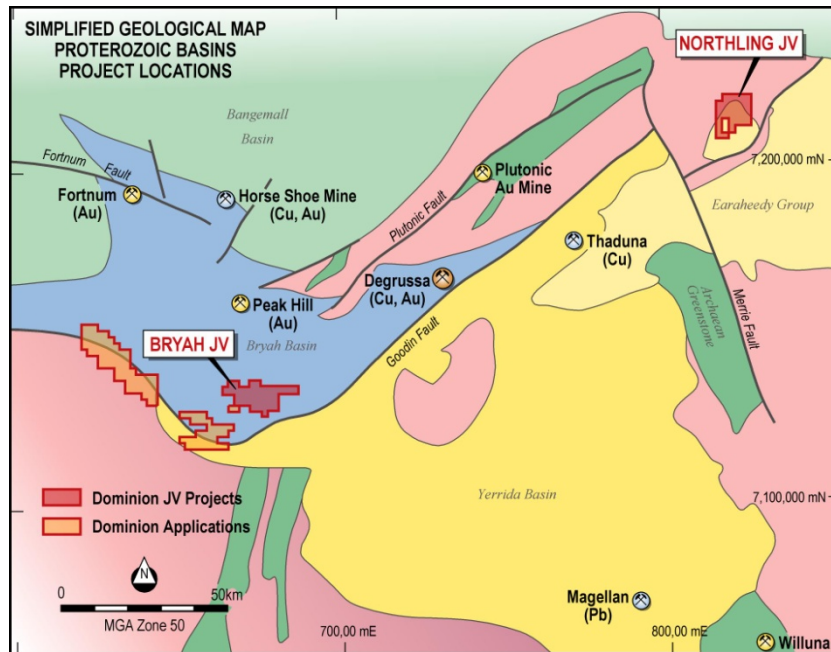 SIMPLIFIED GEOLOGICAL MAP
PROTEROZOIC BASINS
PROJECT LOCATIONS
NORTHLING JV
Bangemall
Basin
Fortnum
Fault
7,200,000 mN
Fortnum
(Au)
Horse Shoe Mine
(Cu, Au)
Plutonic
Au Mine
Plutonic Fault
Earaheedy Group
Thaduna
(Cu)
Degrussa
(Cu, Au)
Peak Hill
(Au)
Bryah Basin
BRYAH JV
Goodin Fault
Archaean
Greenstone
Merrie Fault
Yerrida Basin
7,100,000 mN
Dominion JV Projects
Dominion Applications
N
0
50km
MGA Zone 50
Magellan
(Pb)
700,00 mE
800,00 mE
Willuna